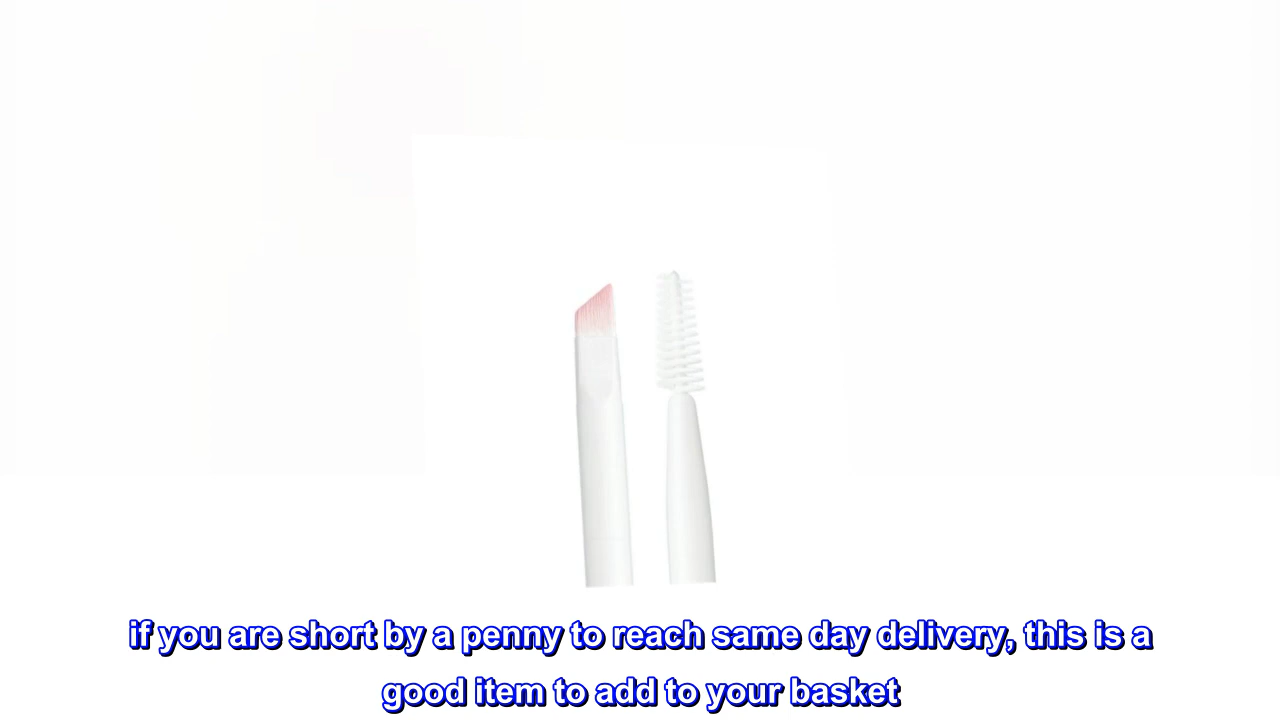 if you are short by a penny to reach same day delivery, this is a
good item to add to your basket